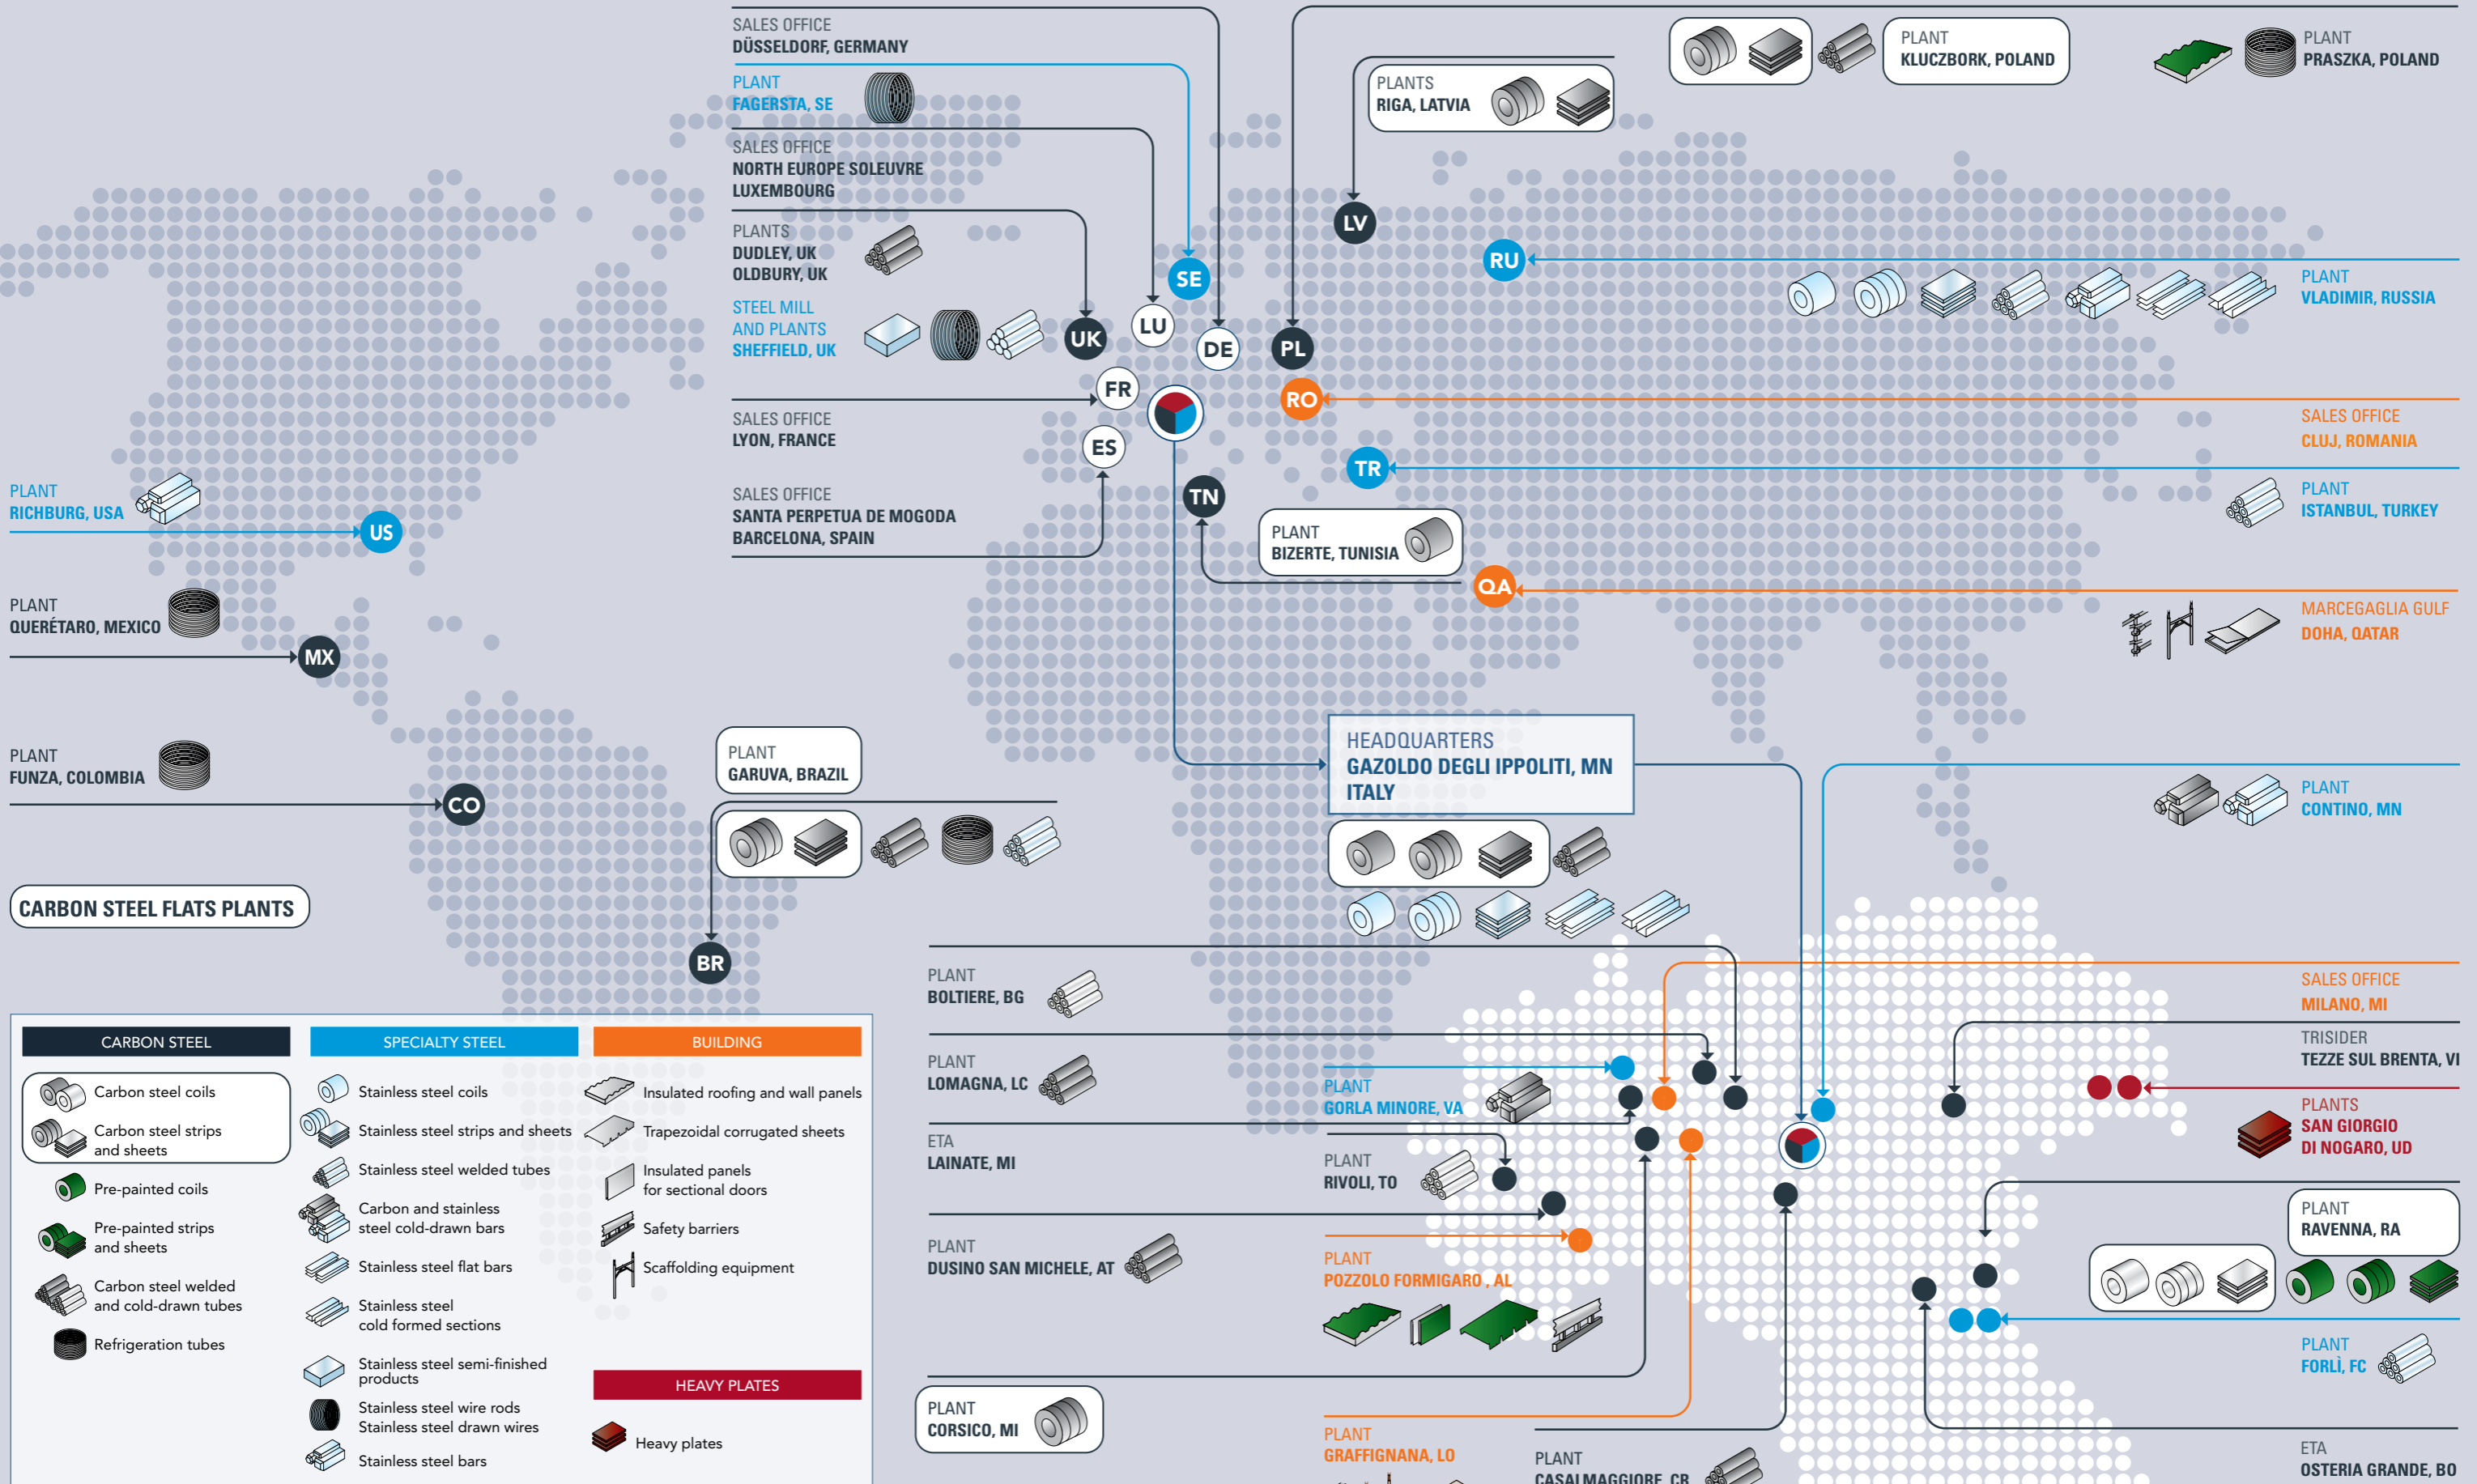 SALES OFFICE
DÜSSELDORF, GERMANY
PLANT
FAGERSTA, SE
SALES OFFICE
NORTH EUROPE SOLEUVRE
LUXEMBOURG
PLANTS
DUDLEY, UK
OLDBURY, UK
STEEL MILL
AND PLANTS
SHEFFIELD, UK
SALES OFFICE
LYON, FRANCE
SALES OFFICE
SANTA PERPETUA DE MOGODA
BARCELONA, SPAIN
PLANTS
RIGA, LATVIA
PLANT
KLUCZBORK, POLAND
PLANT
PRASZKA, POLAND
LV
RU
SE
LU
UK
DE
PL
FR
RO
ES
TR
TN
QA
US
MX
CO
BR
PLANT
VLADIMIR, RUSSIA
SALES OFFICE
CLUJ, ROMANIA
PLANT
ISTANBUL, TURKEY
PLANT
BIZERTE, TUNISIA
MARCEGAGLIA GULF
DOHA, QATAR
PLANT
RICHBURG, USA
PLANT
QUERÉTARO, MEXICO
PLANT
FUNZA, COLOMBIA
PLANT
GARUVA, BRAZIL
HEADQUARTERS
GAZOLDO DEGLI IPPOLITI, MN
ITALY
PLANT
CONTINO, MN
CARBON STEEL FLATS PLANTS
CARBON STEEL
Carbon steel coils
Carbon steel strips
and sheets
Pre-painted coils
Pre-painted strips
and sheets
Carbon steel welded
and cold-drawn tubes
Refrigeration tubes
SPECIALTY STEEL
Stainless steel coils
Stainless steel strips and sheets
Stainless steel welded tubes
Carbon and stainless
steel cold-drawn bars
Stainless steel flat bars
Stainless steel
cold formed sections
Stainless steel semi-finished
products
Stainless steel wire rods
Stainless steel drawn wires
Stainless steel bars
BUILDING
Insulated roofing and wall panels
Trapezoidal corrugated sheets
Insulated panels
for sectional doors
Safety barriers
Scaffolding equipment
HEAVY PLATES
Heavy plates
PLANT
BOLTIERE, BG
PLANT
LOMAGNA, LC
ETA
LAINATE, MI
PLANT
DUSINO SAN MICHELE, AT
PLANT
CORSICO, MI
PLANT
GORLA MINORE, VA
PLANT
RIVOLI, TO
PLANT
POZZOLO FORMIGARO , AL
PLANT
GRAFFIGNANA, LO
PLANT
CASALMAGGIORE, CR
SALES OFFICE
MILANO, MI
TRISIDER
TEZZE SUL BRENTA, VI
PLANTS
SAN GIORGIO
DI NOGARO, UD
PLANT
RAVENNA, RA
PLANT
FORLÌ, FC
ETA
OSTERIA GRANDE, BO